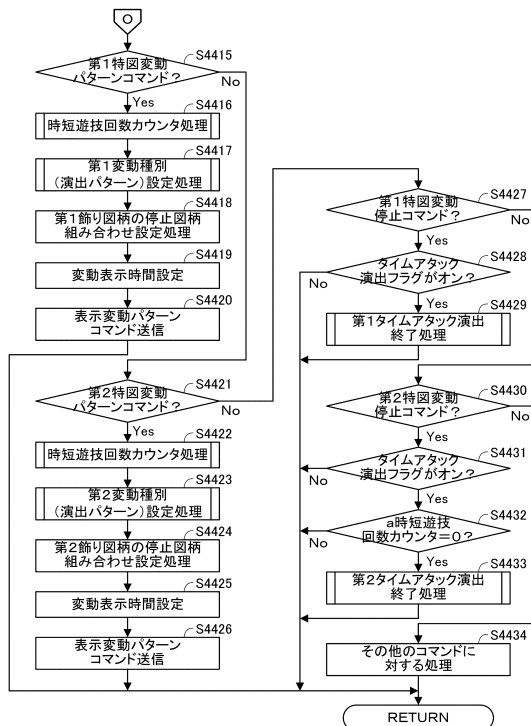 O
S4415
第1特図変動
パターンコマンド?
No
Yes
S4416
時短遊技回数カウンタ処理
S4417
第1変動種別
(演出パターン)設定処理
S4418
第1飾り図柄の停止図柄
組み合わせ設定処理
S4419
変動表示時間設定
S4420
表示変動パターン
コマンド送信
S4421
第2特図変動
パターンコマンド?
No
Yes
S4422
時短遊技回数カウンタ処理
S4423
第2変動種別
(演出パターン)設定処理
S4424
第2飾り図柄の停止図柄
組み合わせ設定処理
S4425
変動表示時間設定
S4426
表示変動パターン
コマンド送信
S4427
第1特図変動
停止コマンド?
No
Yes
S4428
タイムアタック
演出フラグがオン?
No
Yes
S4429
第1タイムアタック演出
終了処理
S4430
第2特図変動
停止コマンド?
No
Yes
S4431
タイムアタック
演出フラグがオン?
No
Yes
S4432
a時短遊技
回数カウンタ=0?
No
Yes
S4433
第2タイムアタック演出
終了処理
S4434
その他のコマンドに
対する処理
RETURN